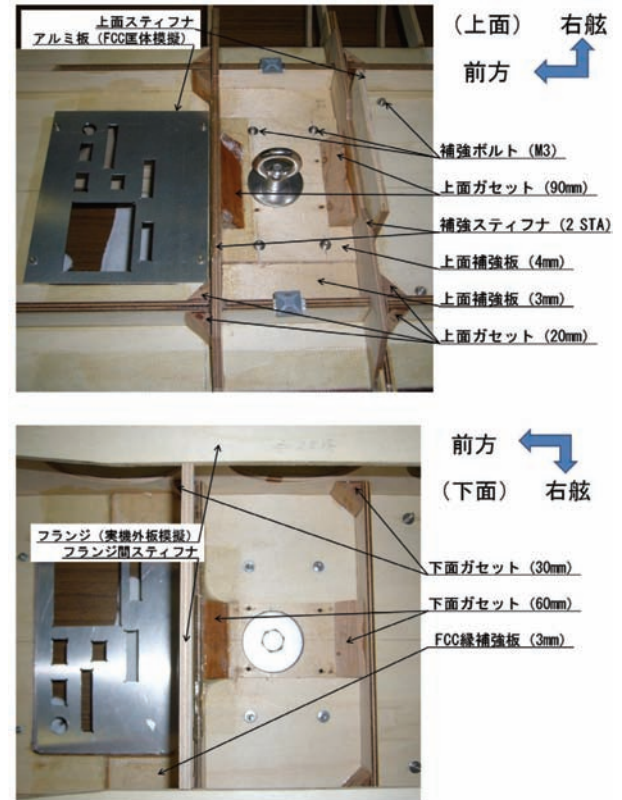 上面スティフナ
アルミ板（FCC匡体模擬）
（上面） 右舷
前方
補強ボルト（M3）
上面ガセット（90mm）
補強スティフナ（2 STA）
上面補強板（4mm）
上面補強板（3mm）
上面ガセット（20mm）
前方
（下面） 右舷
フランジ（実機外板模擬）
フランジ間スティフナ
下面ガセット（30mm）
下面ガセット（60mm）
FCC縁補強板（3mm）